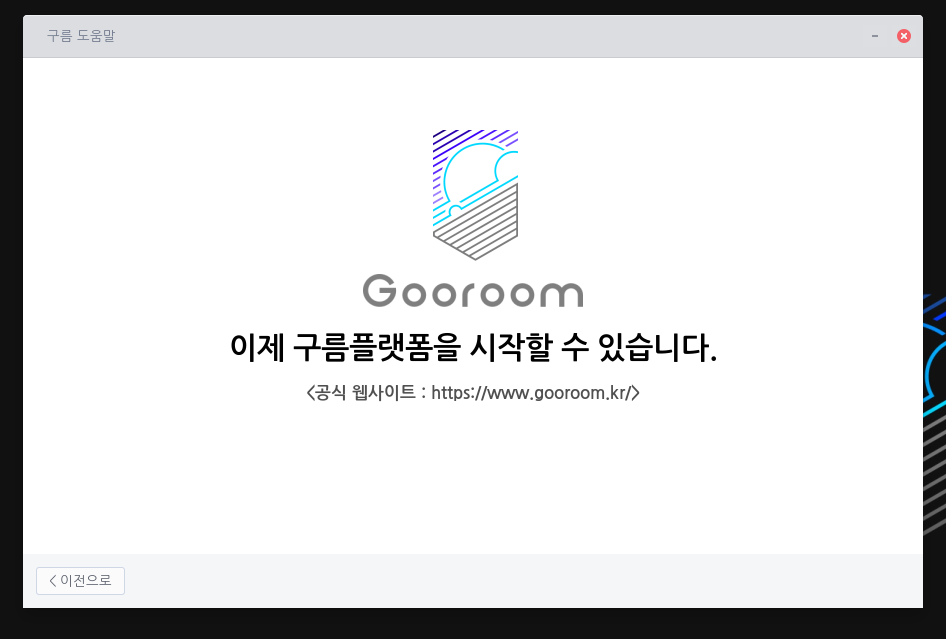 구름 도움말
Gooroom
이제 구름플랫폼을 시작할 수 있습니다.
<공식 웹사이트 : https://www.gooroom.kr/>
< 이전으로